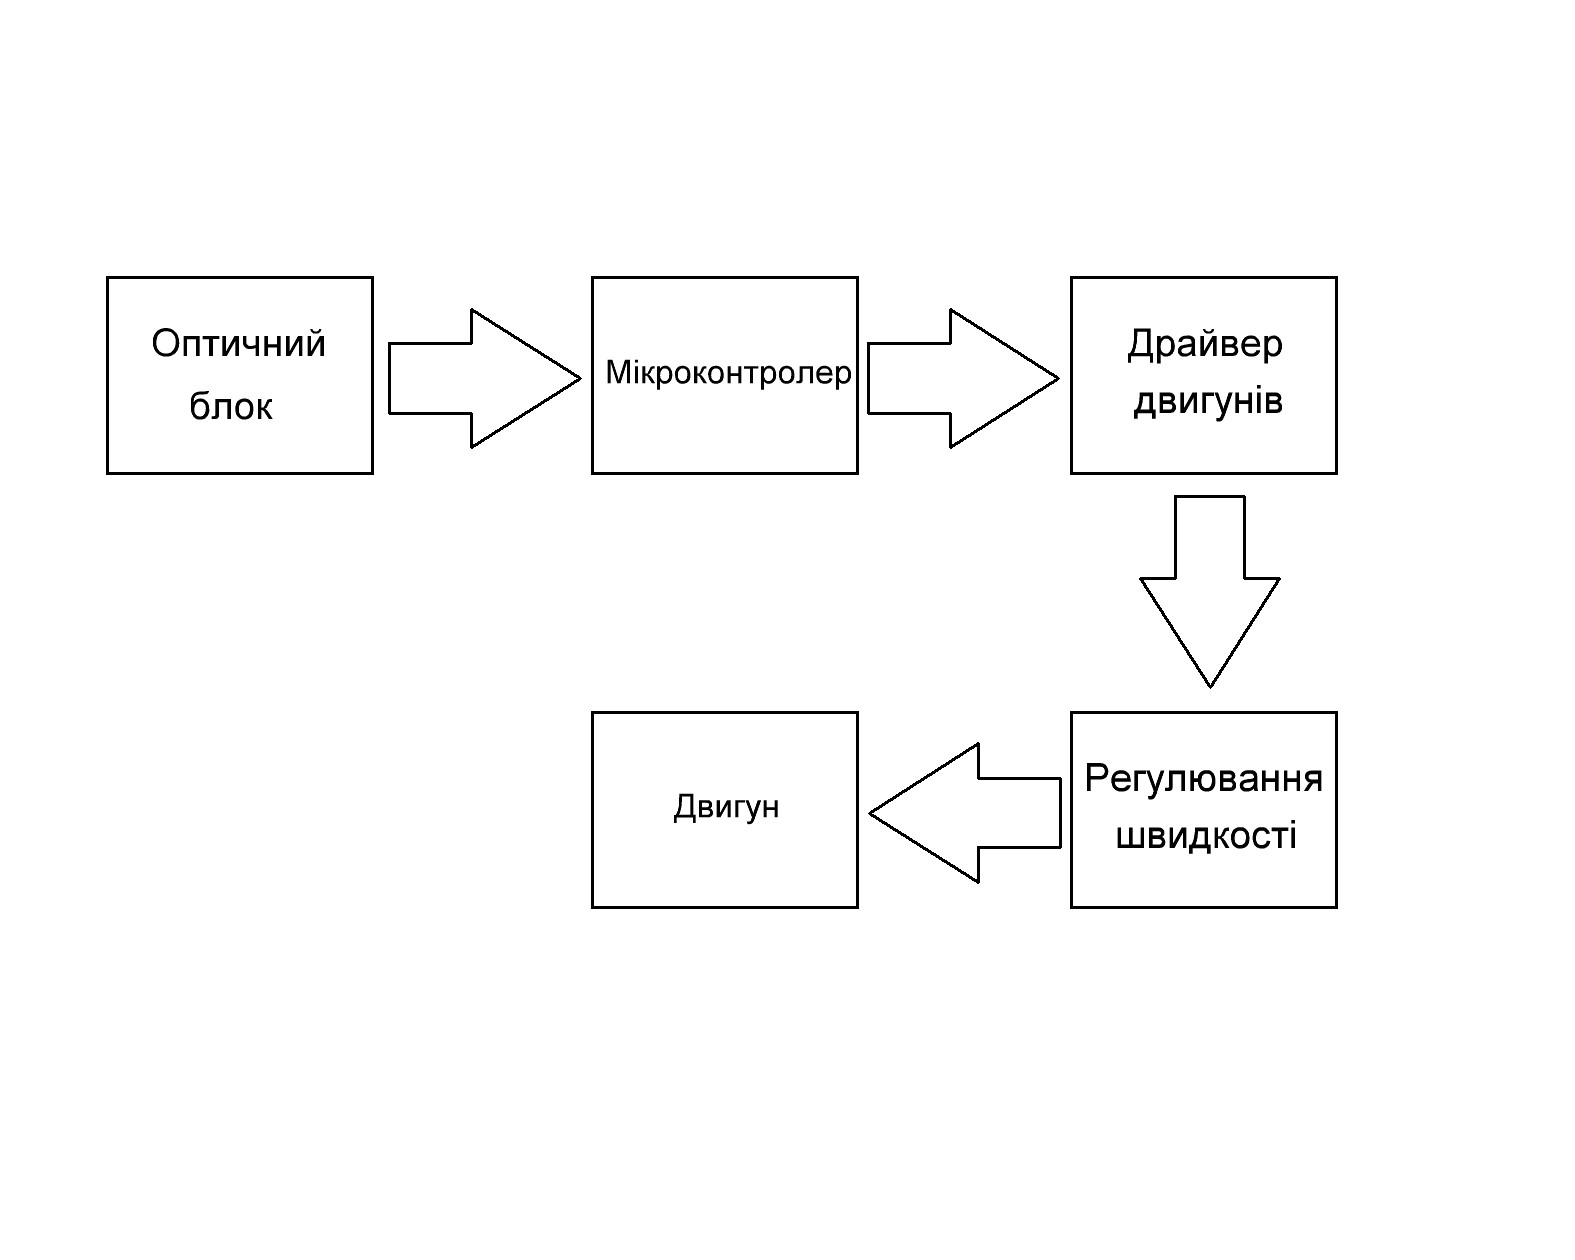 Оптичний
блок
Мікроконтролер
Драйвер
двигунів
Регулювання
швидкості
Двигун